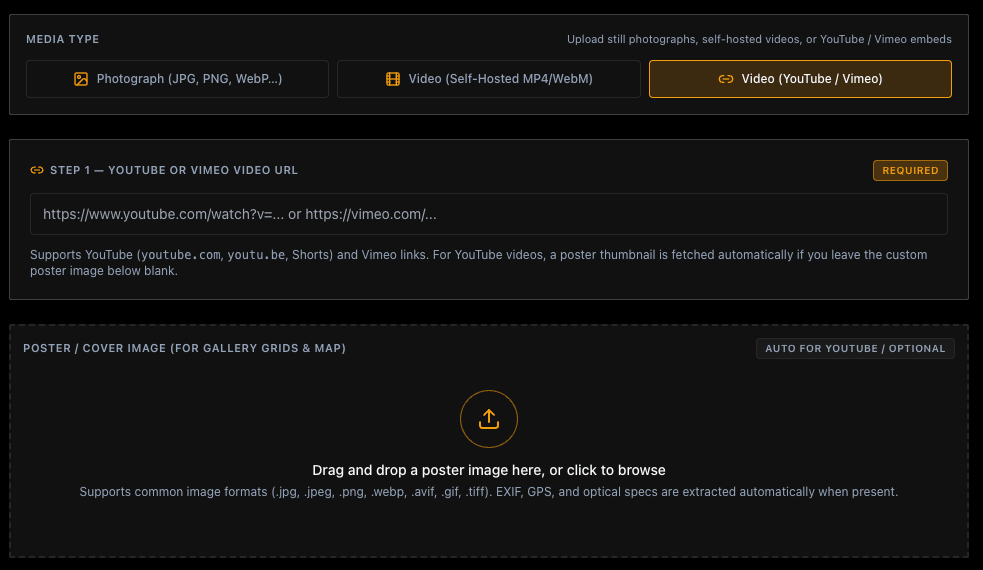 MEDIA TYPE
Upload still photographs, self-hosted videos, or YouTube / Vimeo embeds
Photograph (JPG, PNG, WebP...)
Video (Self-Hosted MP4/WebM)
Video (YouTube / Vimeo)
STEP 1 — YOUTUBE OR VIMEO VIDEO URL
REQUIRED
https://www.youtube.com/watch?v=... or https://vimeo.com/...
Supports YouTube (youtube.com, youtu.be, Shorts) and Vimeo links. For YouTube videos, a poster thumbnail is fetched automatically if you leave the custom
poster image below blank.
POSTER / COVER IMAGE (FOR GALLERY GRIDS & MAP)
AUTO FOR YOUTUBE / OPTIONAL
Drag and drop a poster image here, or click to browse
Supports common image formats (.jpg, .jpeg, .png, .webp, .avif, .gif, .tiff). EXIF, GPS, and optical specs are extracted automatically when present.